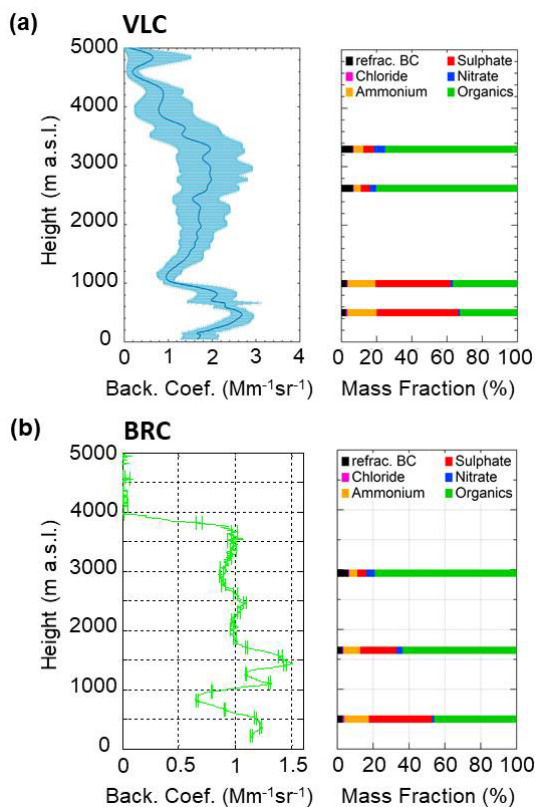 (a) VLC
5000
4000
3000
2000
1000
0
Height (m a.s.l.)
0 1 2 3 4
Back. Coef. (Mm⁻¹sr⁻¹)
refrac. BC Sulphate
Chloride Nitrate
Ammonium Organics
0 20 40 60 80 100
Mass Fraction (%)
(b) BRC
5000
4000
3000
2000
1000
0
Height (m a.s.l.)
0 0.5 1 1.5
Back. Coef. (Mm⁻¹sr⁻¹)
refrac. BC Sulphate
Chloride Nitrate
Ammonium Organics
0 20 40 60 80 100
Mass Fraction (%)